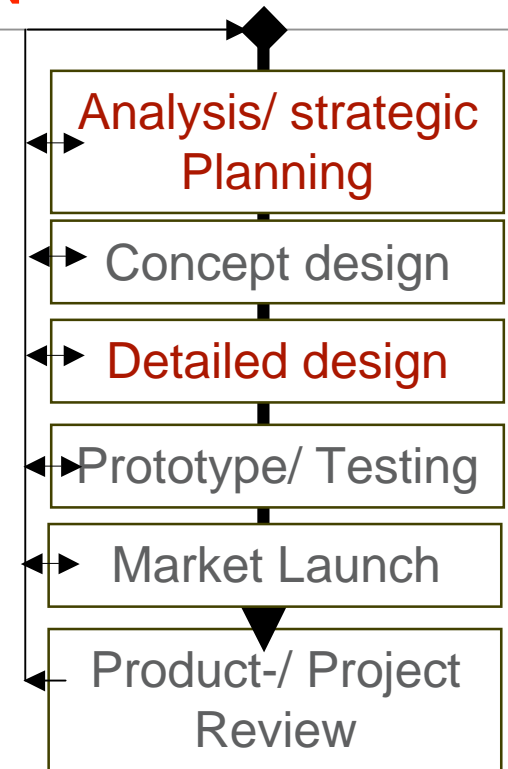 Analysis/ strategic
Planning
Concept design
Detailed design
Prototype/ Testing
Market Launch
Product-/ Project
Review